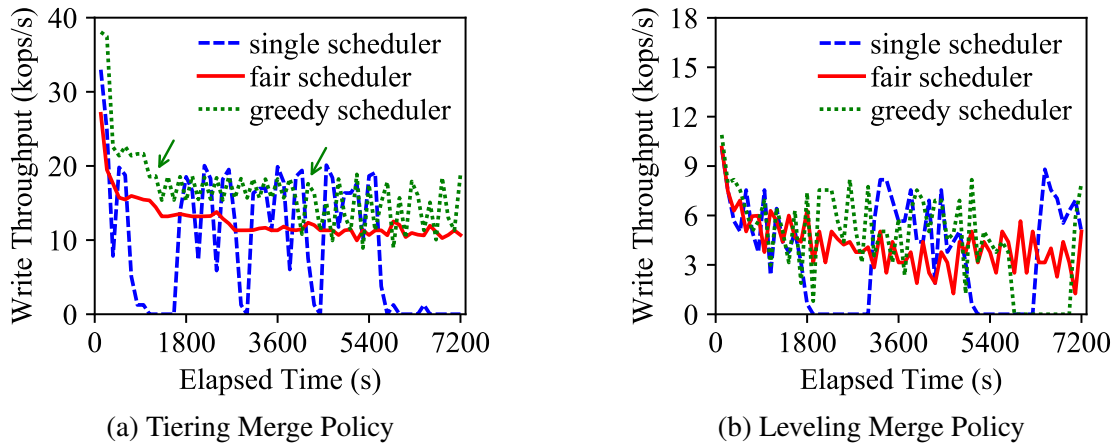 Write Throughput (kops/s)
40
30
20
10
0
single scheduler
fair scheduler
greedy scheduler
0 1800 3600 5400 7200
Elapsed Time (s)
(a) Tiering Merge Policy
Write Throughput (kops/s)
18
15
12
9
6
3
0
single scheduler
fair scheduler
greedy scheduler
0 1800 3600 5400 7200
Elapsed Time (s)
(b) Leveling Merge Policy